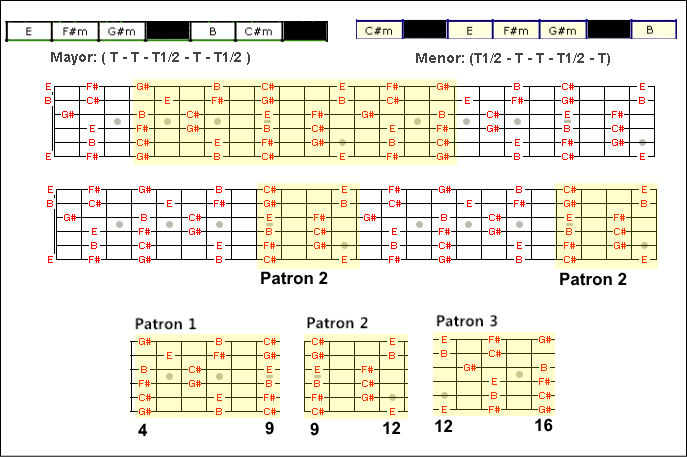 E F#m G#m B C#m
C#m E F#m G#m B
Mayor: ( T - T - T1/2 - T - T1/2 )
Menor: (T1/2 - T - T - T1/2 - T)
E F# G# B C# E F# G# B C# E
B C# E F# G# B C# E F# G# B
G# B C# E F# G# B C# E F#
E F# G# B C# E F# G# B C#
B C# E F# G# B C# E F# G#
E F# G# B C# E F# G# B C# E
E F# G# B C# E F# G# B C# E
B C# E F# G# B C# E F# G# B
G# B C# E F# G# B C# E F#
E F# G# B C# E F# G# B C#
B C# E F# G# B C# E F# G#
E F# G# B C# E F# G# B C# E
Patron 2
Patron 2
Patron 1
G# B C#
E F# G#
B C# E
F# G# B
C# E F#
G# B C#
4 9
Patron 2
C# E
G# B
E F#
B C#
F# G#
C# E
9 12
Patron 3
E F# G#
B C#
G# B
E F#
B C#
E F# G#
12 16